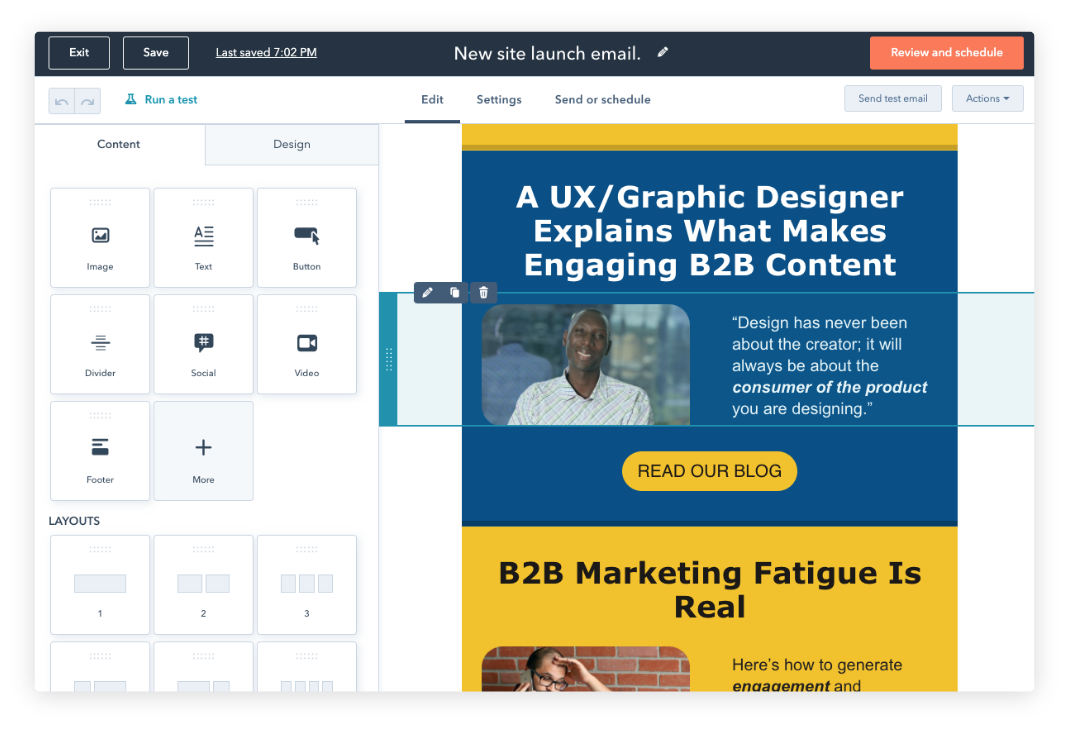 Exit
Save
Last saved 7:02 PM
New site launch email.
Review and schedule
Run a test
Edit
Settings
Send or schedule
Send test email
Actions
Content
Design
Image
Text
Button
Divider
Social
Video
Footer
More
LAYOUTS
1
2
3
A UX/Graphic Designer
Explains What Makes
Engaging B2B Content
“Design has never been
about the creator; it will
always be about the
consumer of the product
you are designing.”
READ OUR BLOG
B2B Marketing Fatigue Is
Real
Here’s how to generate
engagement and